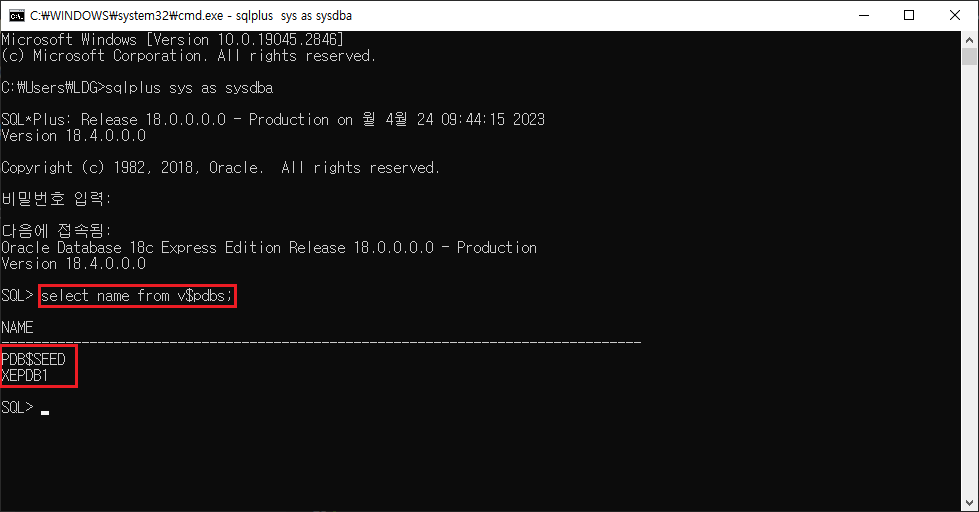 C:₩WINDOWS₩system32₩cmd.exe - sqlplus  sys as sysdba
Microsoft Windows [Version 10.0.19045.2846]
(c) Microsoft Corporation. All rights reserved.
C:₩Users₩LDG>sqlplus sys as sysdba
SQL*Plus: Release 18.0.0.0.0 - Production on 월 4월 24 09:44:15 2023
Version 18.4.0.0.0
Copyright (c) 1982, 2018, Oracle.  All rights reserved.
비밀번호 입력:
다음에 접속됨:
Oracle Database 18c Express Edition Release 18.0.0.0.0 - Production
Version 18.4.0.0.0
SQL> select name from v$pdbs;
NAME
--------------------------------------------------------------------------------
PDB$SEED
XEPDB1
SQL>